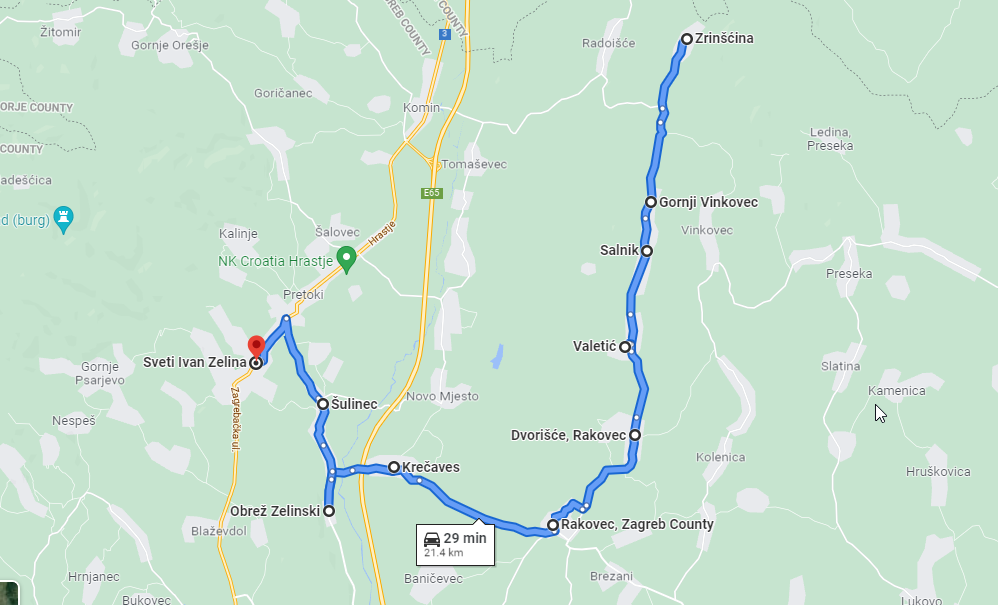 Žitomir
Gornje Orešje
REB COUNTY
COUNTY
3
Radoišće
Zrinšćina
Goričanec
ORJE COUNTY
Komin
COUNTY
Ledina,
Preseka
Tomaševec
adešćica
E65
Gornji Vinkovec
d (burg)
Kalinje
Šalovec
Hrastje
Vinkovec
Salnik
NK Croatia Hrastje
Preseka
Pretoki
Valetić
Sveti Ivan Zelina
Gornje
Psarjevo
Slatina
Zagrebačka ul.
Šulinec
Novo Mjesto
Kamenica
Nespeš
Dvorišće, Rakovec
Krečaves
Kolenica
Hruškovica
Obrež Zelinski
Rakovec, Zagreb County
Blaževdol
29 min
21.4 km
Hrnjanec
Baničevec
Brezani
Bukovec
Lukovo